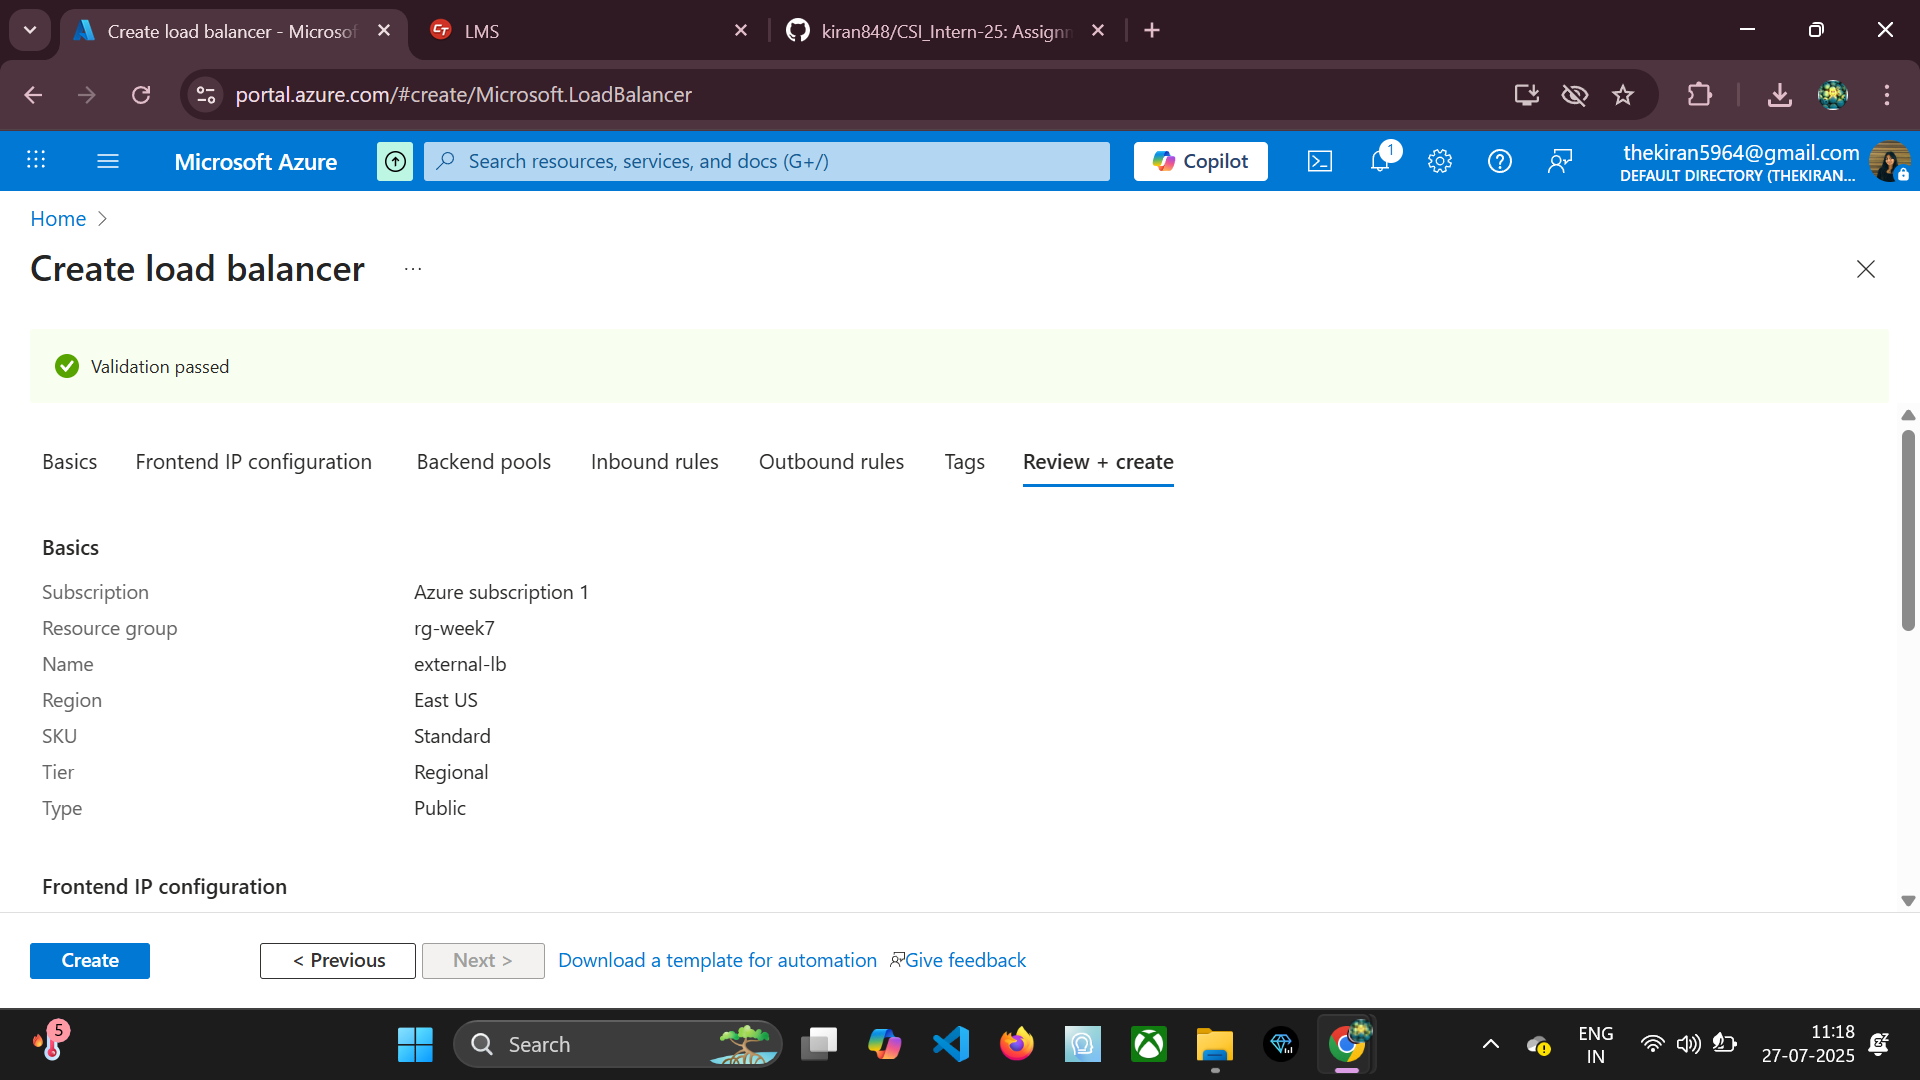 Create load balancer - Microsof
LMS
kiran848/CSI_Intern-25: Assignm
portal.azure.com/#create/Microsoft.LoadBalancer
Microsoft Azure
Search resources, services, and docs (G+/)
Copilot
1
thekiran5964@gmail.com
DEFAULT DIRECTORY (THEKIRAN...
Home
Create load balancer
...
Validation passed
Basics
Frontend IP configuration
Backend pools
Inbound rules
Outbound rules
Tags
Review + create
Basics
Subscription Azure subscription 1
Resource group rg-week7
Name external-lb
Region East US
SKU Standard
Tier Regional
Type Public
Frontend IP configuration
Create
< Previous
Next >
Download a template for automation
Give feedback
5
Search
ENG
IN
11:18
27-07-2025